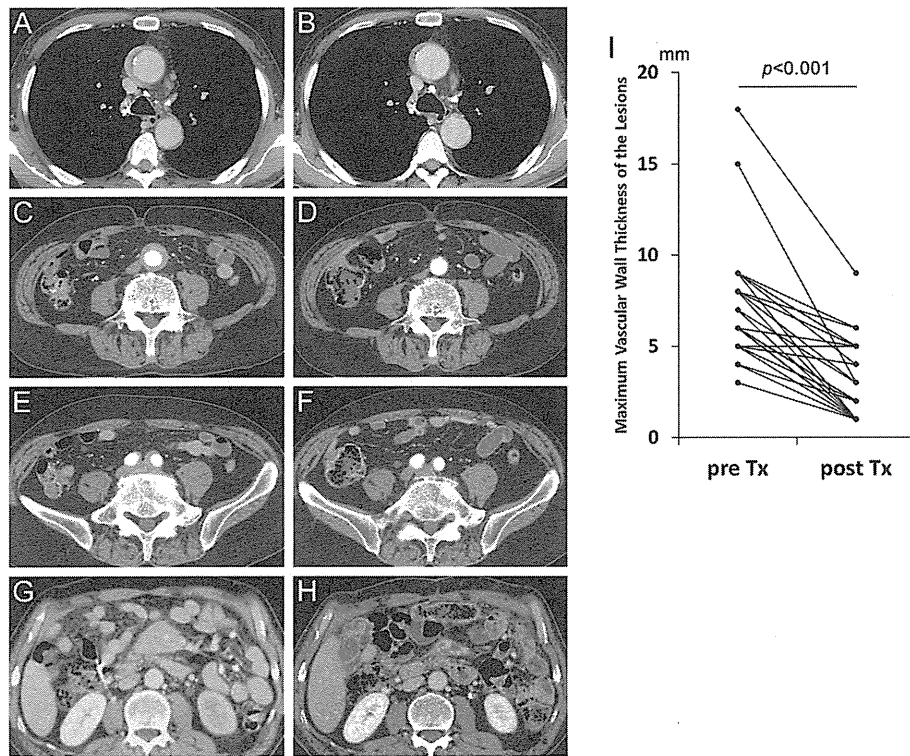 A
B
C
D
E
F
G
H
I
mm
p<0.001
Maximum Vascular Wall Thickness of the Lesions
20
15
10
5
0
pre Tx
post Tx